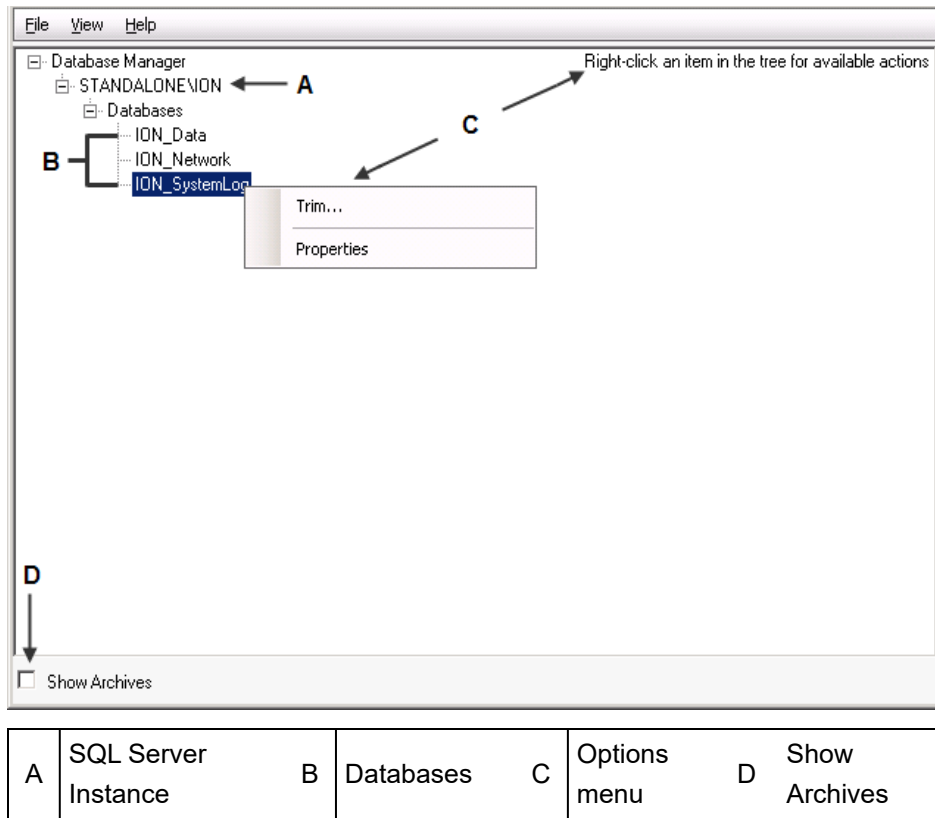 File View Help
Database Manager
Right-click an item in the tree for available actions
STANDALONE\ION
A
Databases
C
ION_Data
B
ION_Network
ION_SystemLog
Trim...
Properties
D
Show Archives
A SQL Server Instance B Databases C Options menu D Show Archives